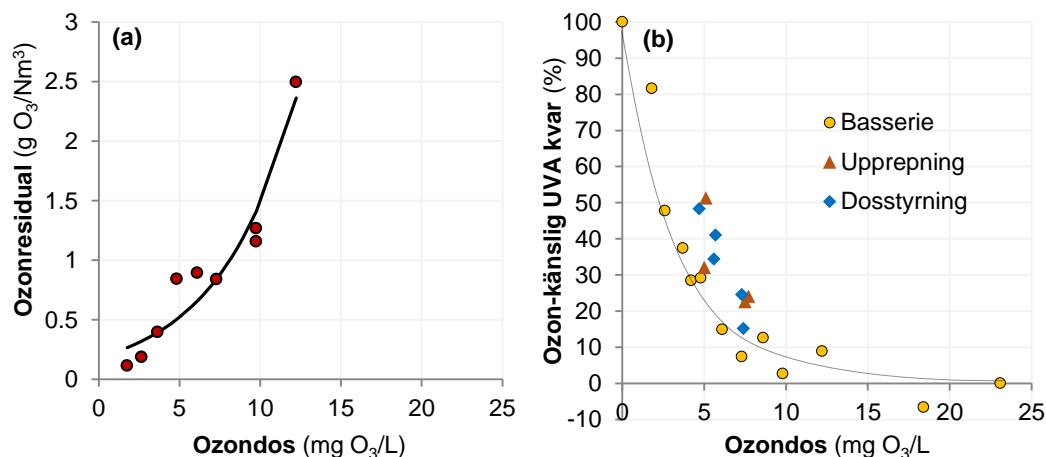 (a)
Ozonresidual (g O₃/Nm³)
3
2.5
2
1.5
1
0.5
0
0 5 10 15 20 25
Ozondos (mg O₃/L)
(b)
Ozon-känslig UVA kvar (%)
100
90
80
70
60
50
40
30
20
10
0
-10
Basserie
Upprepning
Dosstyrning
0 5 10 15 20 25
Ozondos (mg O₃/L